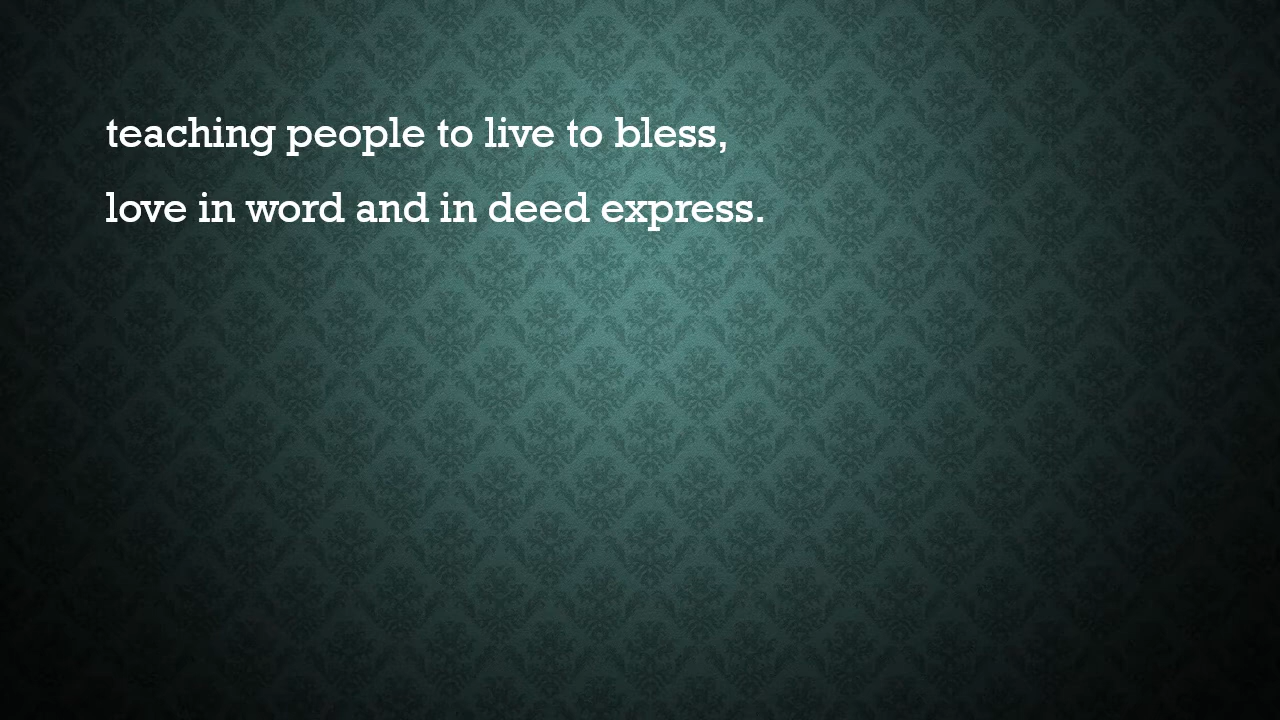 teaching people to live to bless,
love in word and in deed express.